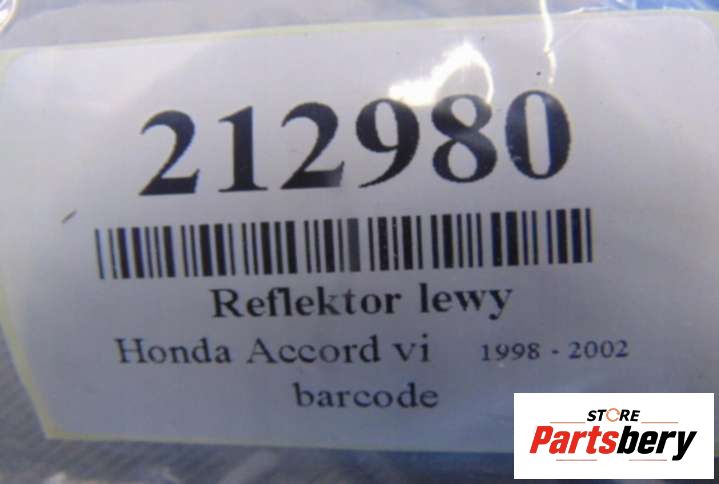 212980
Reflektor lewy
Honda Accord vi 1998 - 2002
barcode
STORE
Partsbery